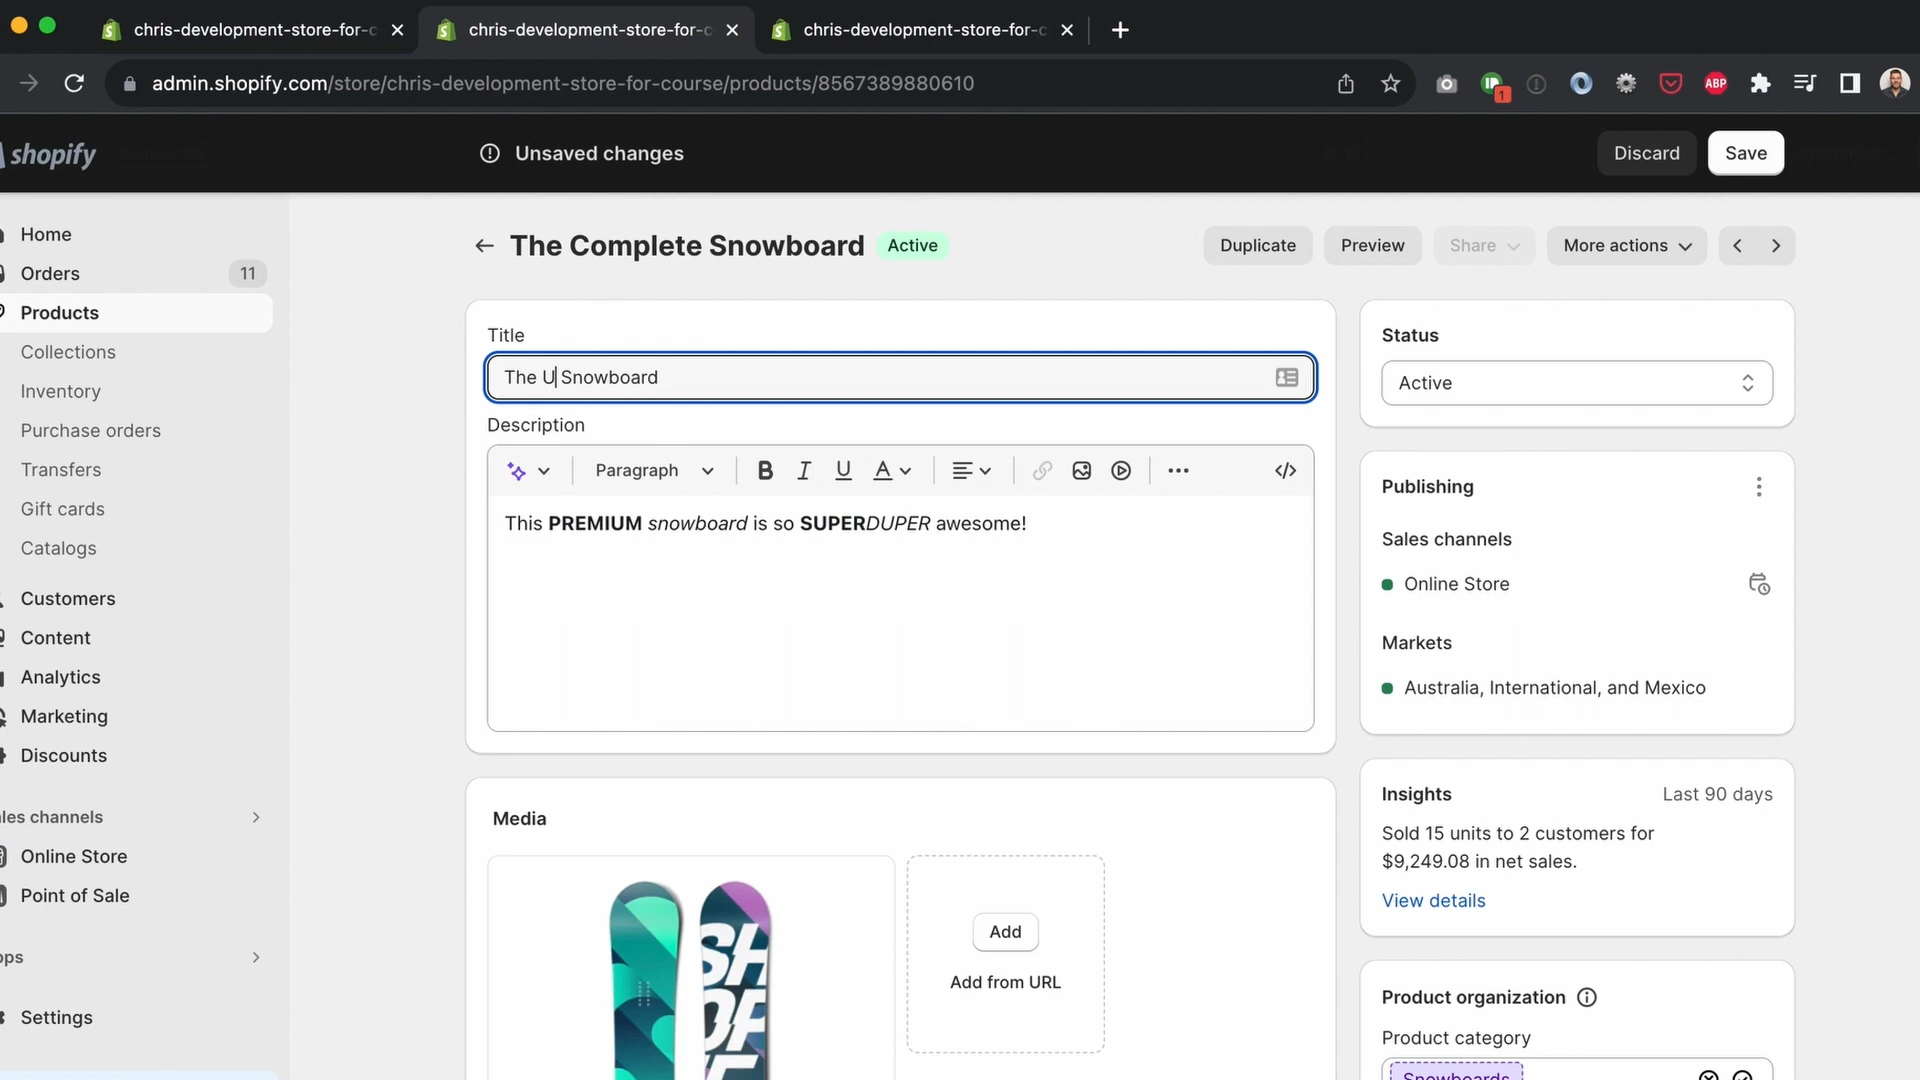 chris-development-store-for-c
chris-development-store-for-c
chris-development-store-for-c
admin.shopify.com/store/chris-development-store-for-course/products/8567389880610
1
ABP
shopify
Unsaved changes
Discard
Save
Home
Orders
11
Products
Collections
Inventory
Purchase orders
Transfers
Gift cards
Catalogs
Customers
Content
Analytics
Marketing
Discounts
les channels
Online Store
Point of Sale
ps
Settings
The Complete Snowboard
Active
Duplicate
Preview
Share
More actions
Title
The U Snowboard
Description
Paragraph
B I U A
This PREMIUM snowboard is so SUPERDUPER awesome!
Media
SH
OP
Add
Add from URL
Status
Active
Publishing
Sales channels
Online Store
Markets
Australia, International, and Mexico
Insights
Last 90 days
Sold 15 units to 2 customers for
$9,249.08 in net sales.
View details
Product organization
Product category
Snowboards